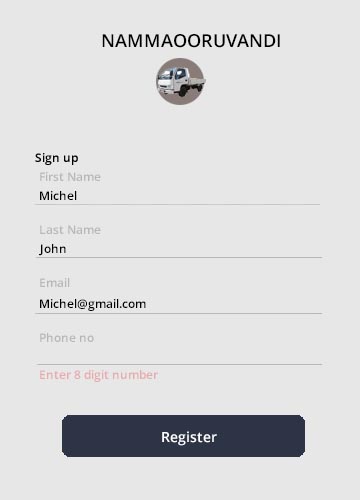 NAMMAOORUVANDI
Sign up
First Name
Michel
Last Name
John
Email
Michel@gmail.com
Phone no
Enter 8 digit number
Register